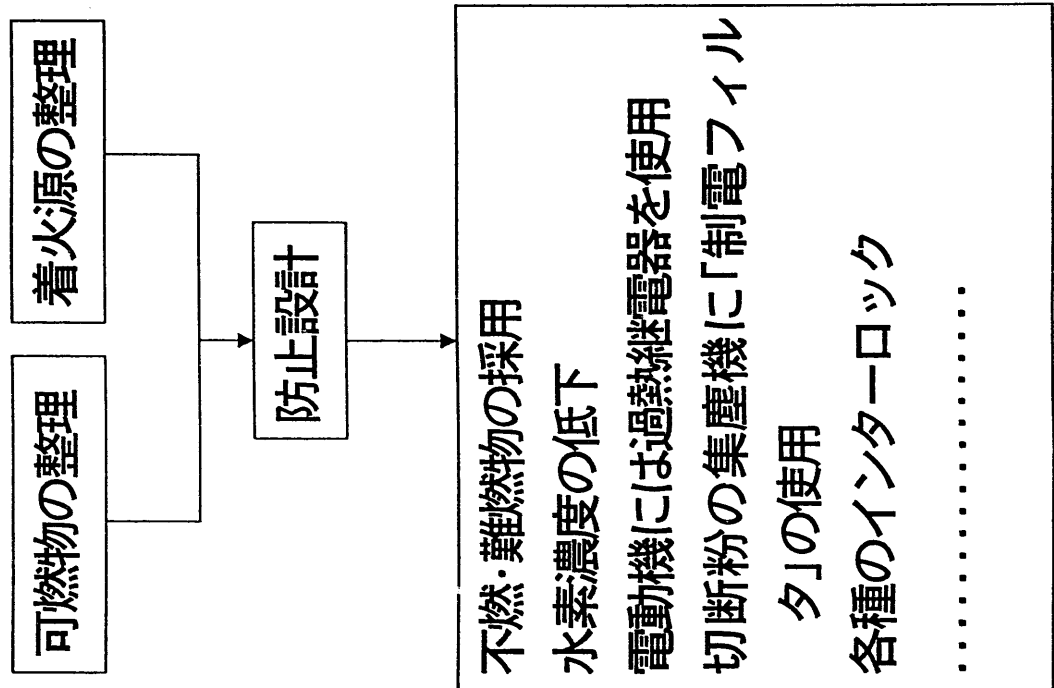 可燃物の整理
着火源の整理
防止設計
不燃・難燃物の採用
水素濃度の低下
電動機には過熱継電器を使用
切断粉の集塵機に「制電フィル
タ」の使用
各種のインターロック
・・・・・・・・・・・・・・